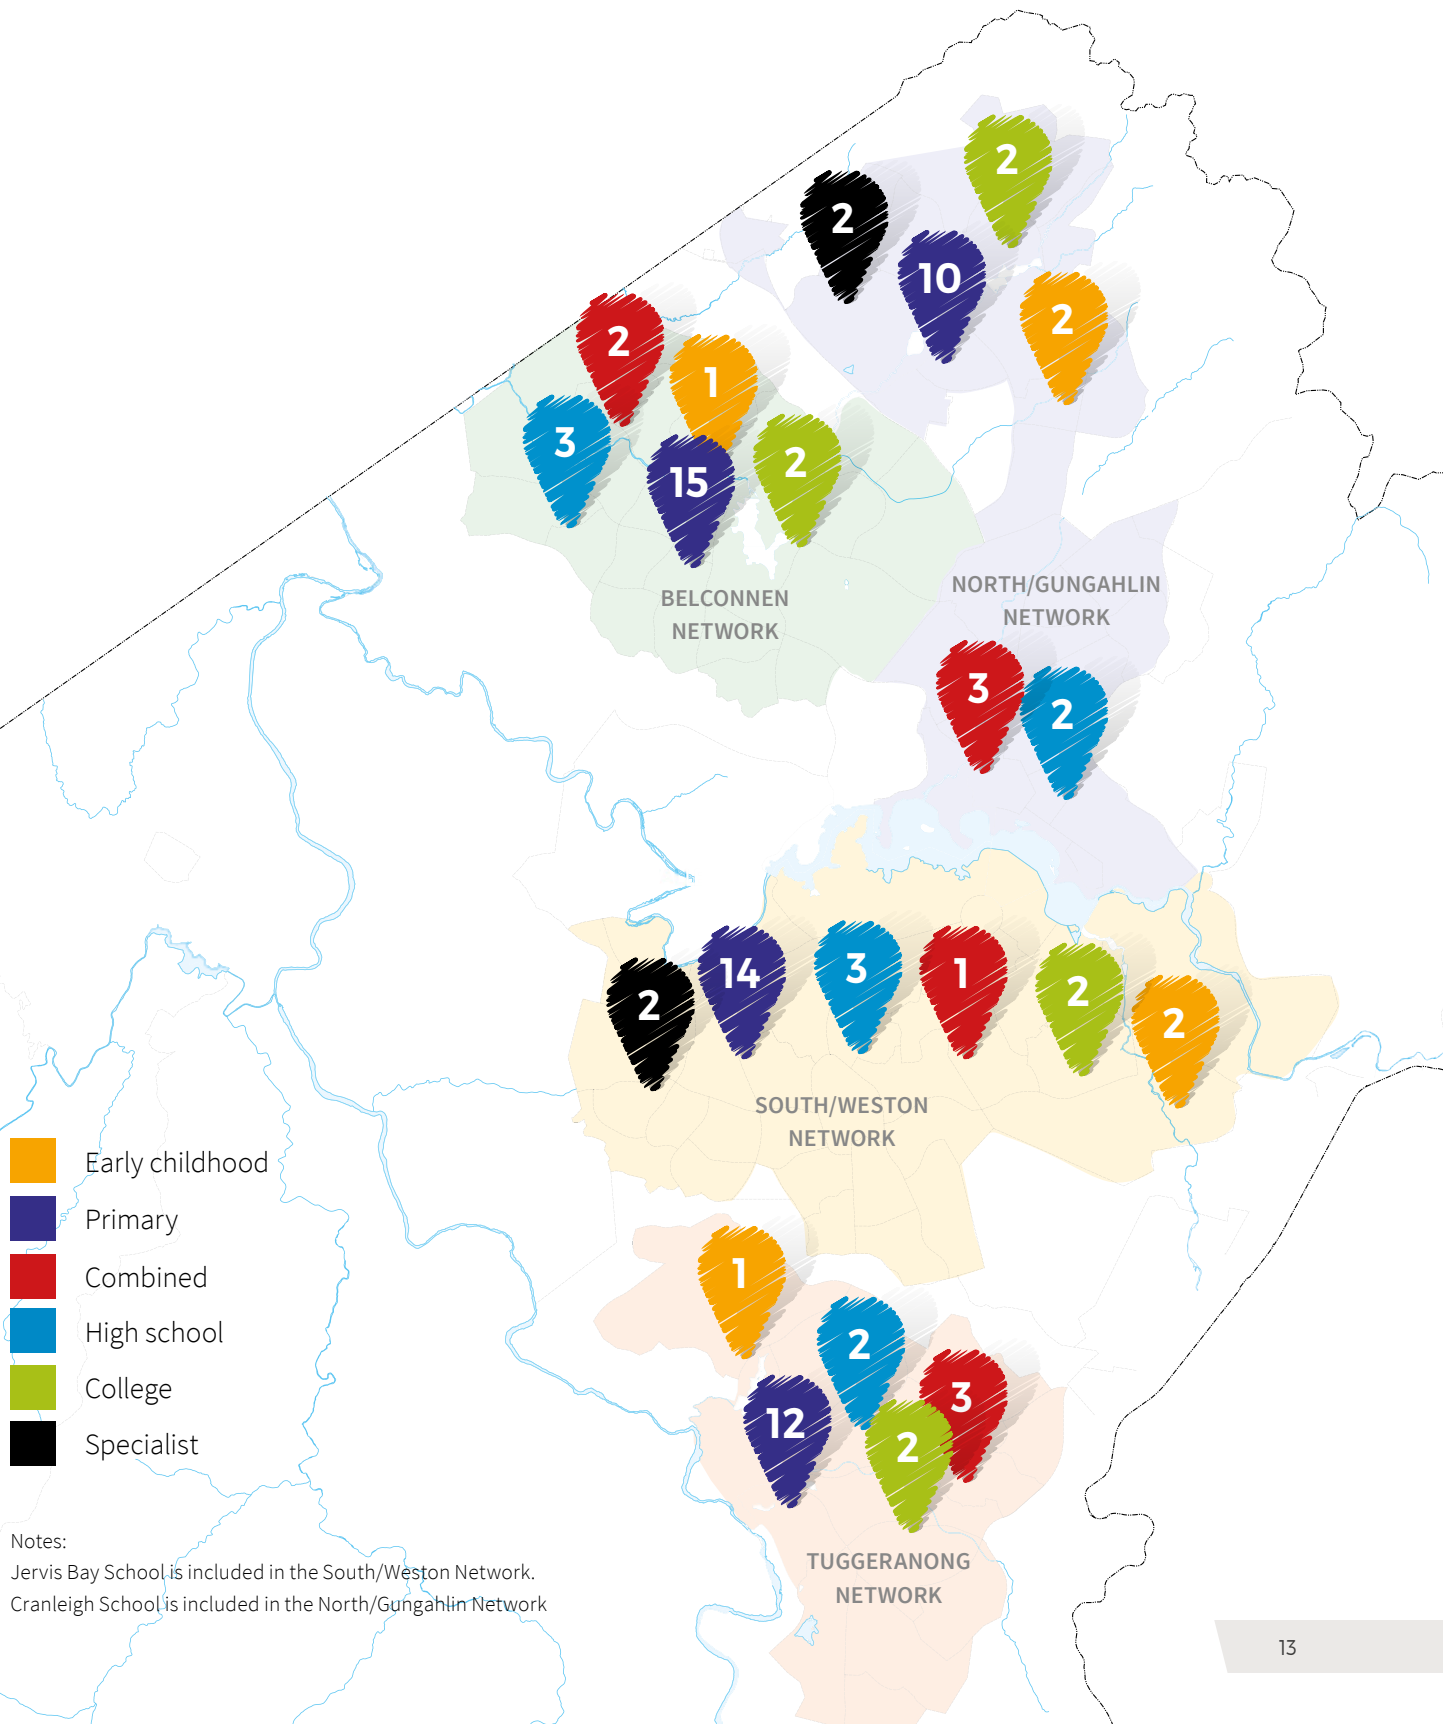 2
2
10
2
2
1
3
15
2
BELCONNEN
NETWORK
NORTH/GUNGAHLIN
NETWORK
3
2
2
14
3
1
2
2
SOUTH/WESTON
NETWORK
Early childhood
Primary
Combined
High school
College
Specialist
1
2
3
12
2
TUGGERANONG
NETWORK
Notes:
Jervis Bay School is included in the South/Weston Network.
Cranleigh School is included in the North/Gungahlin Network
13